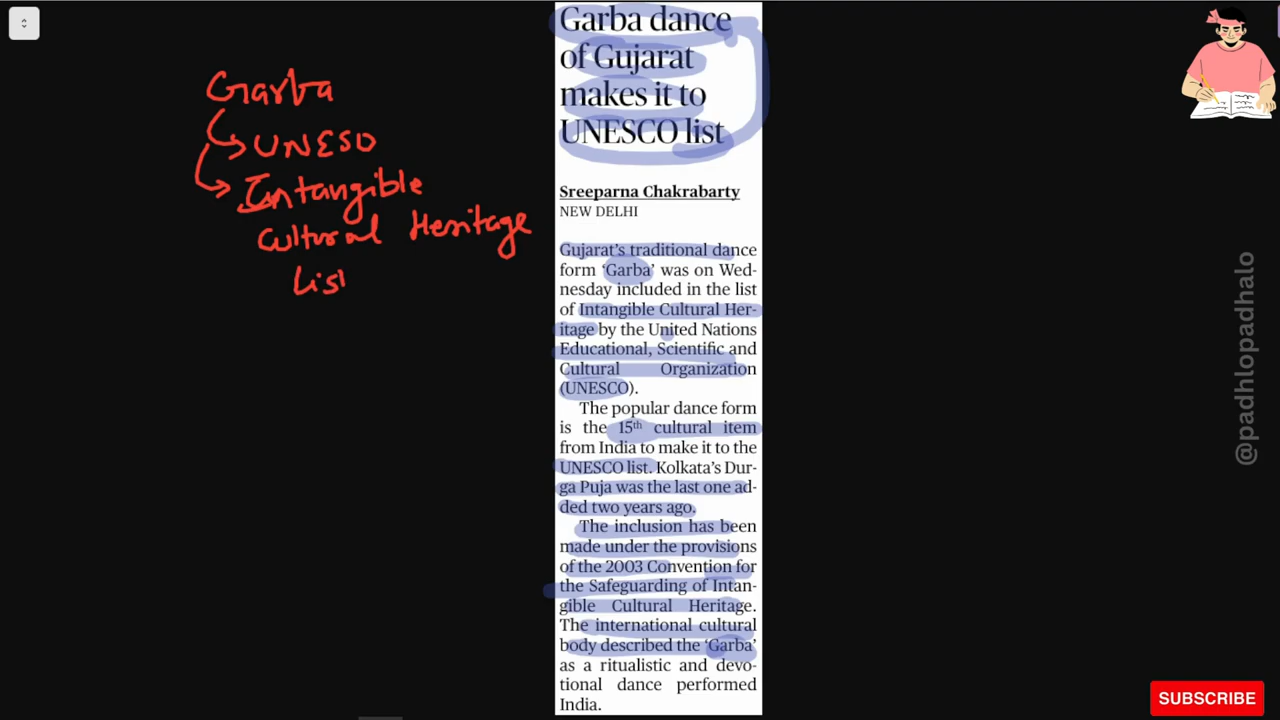 Garba
UNESO
Intangible
Cultural Heritage
List
Garba dance
of Gujarat
makes it to
UNESCO list
Sreeparna Chakrabarty
NEW DELHI
Gujarat's traditional dance
form ‘Garba’ was on Wed-
nesday included in the list
of Intangible Cultural Her-
itage by the United Nations
Educational, Scientific and
Cultural Organization
(UNESCO).
The popular dance form
is the 15th cultural item
from India to make it to the
UNESCO list. Kolkata's Dur-
ga Puja was the last one ad-
ded two years ago.
The inclusion has been
made under the provisions
of the 2003 Convention for
the Safeguarding of Intan-
gible Cultural Heritage.
The international cultural
body described the ‘Garba’
as a ritualistic and devo-
tional dance performed
India.
@padhlopadhalo
SUBSCRIBE